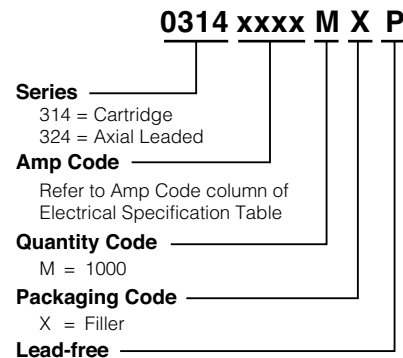 0314 xxxx M X P
Series
314 = Cartridge
324 = Axial Leaded
Amp Code
Refer to Amp Code column of
Electrical Specification Table
Quantity Code
M = 1000
Packaging Code
X = Filler
Lead-free